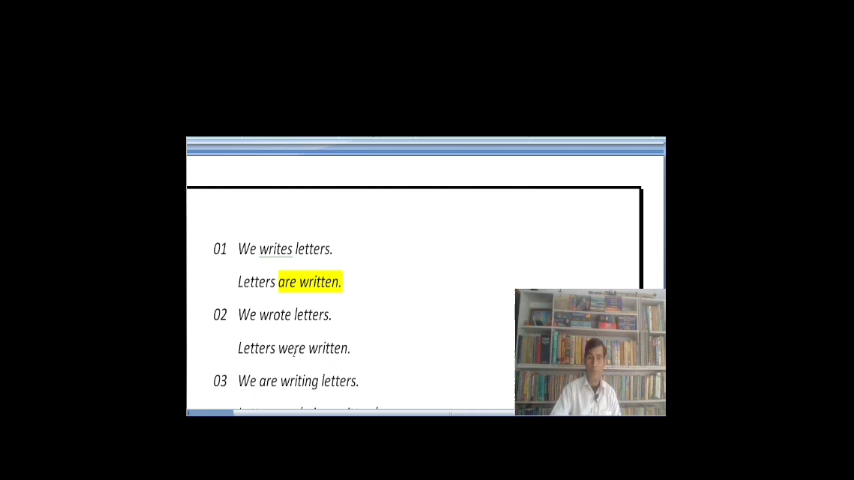 01 We writes letters.
Letters are written.
02 We wrote letters.
Letters were written.
03 We are writing letters.